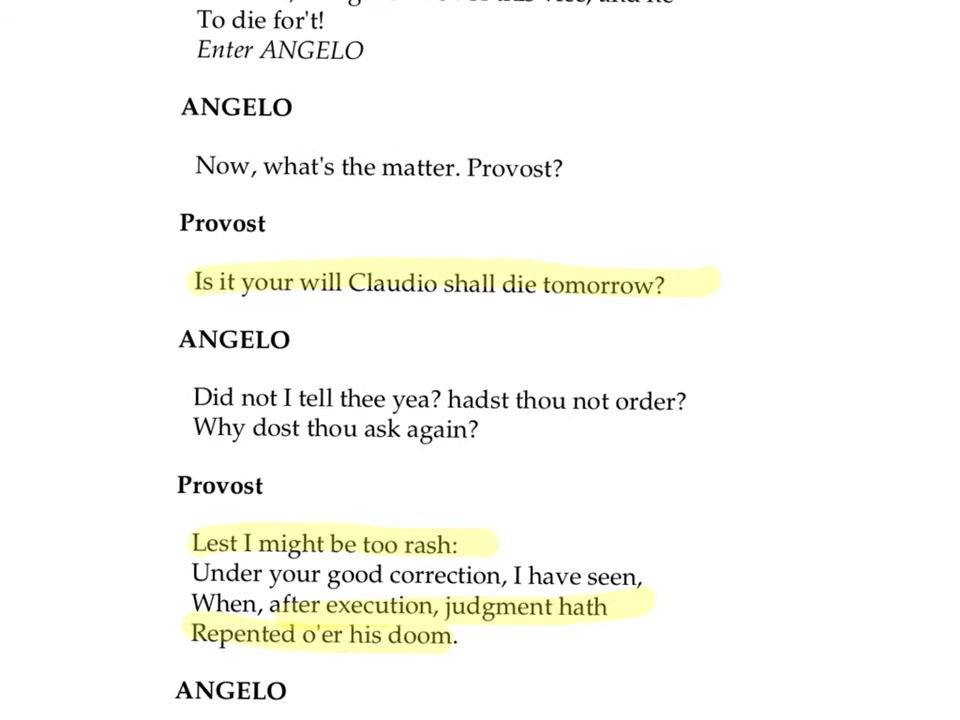 To die for't!
Enter ANGELO
ANGELO
Now, what's the matter. Provost?
Provost
Is it your will Claudio shall die tomorrow?
ANGELO
Did not I tell thee yea? hadst thou not order?
Why dost thou ask again?
Provost
Lest I might be too rash:
Under your good correction, I have seen,
When, after execution, judgment hath
Repented o'er his doom.
ANGELO